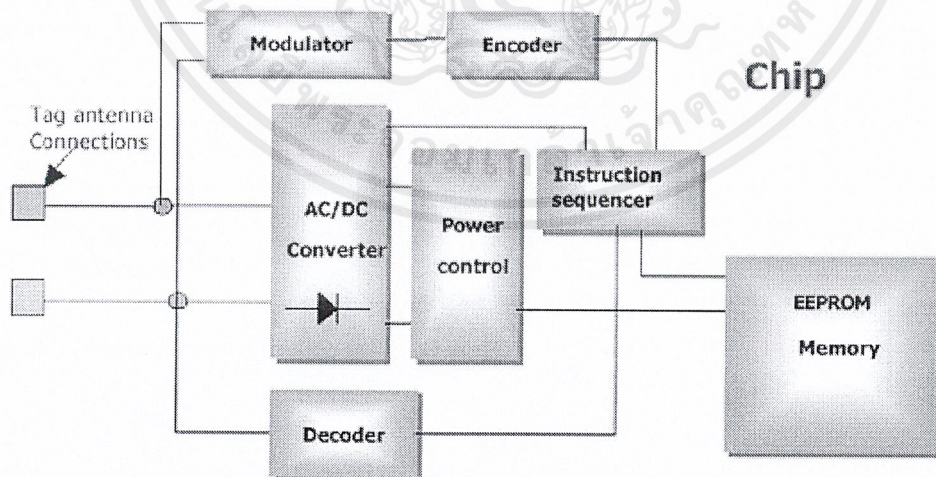 Modulator
Encoder
Chip
Tag antenna
Connections
AC/DC
Converter
Power
control
Instruction
sequencer
EEPROM
Memory
Decoder